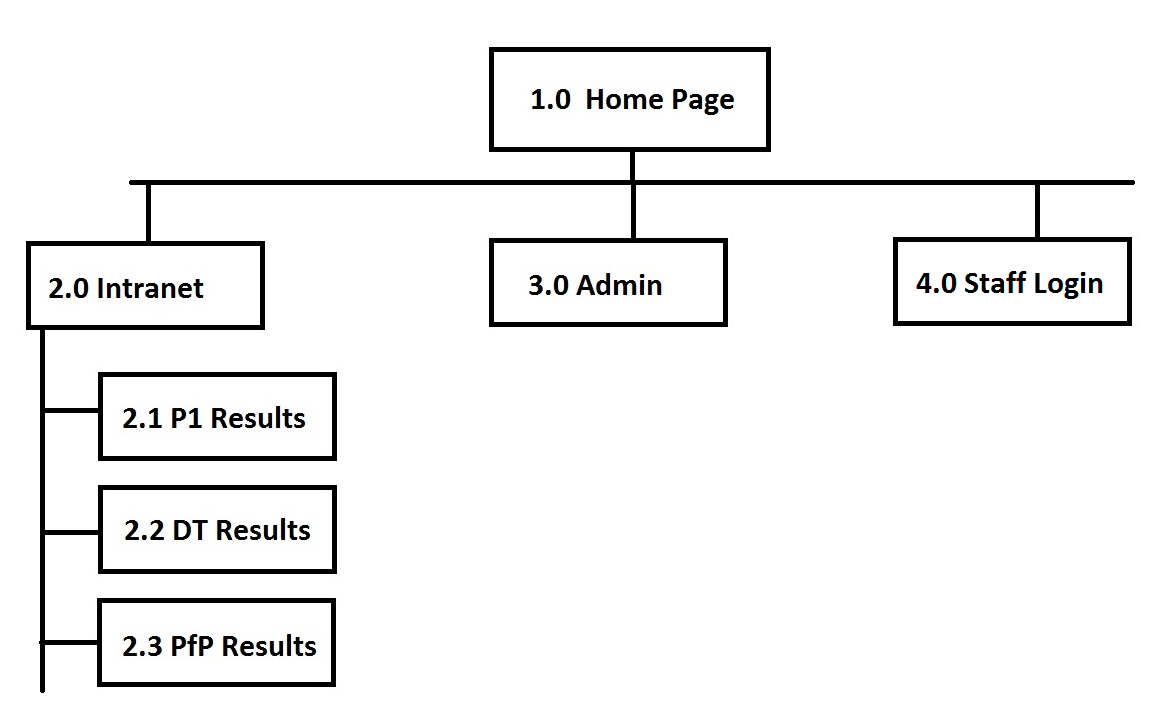 1.0  Home Page
2.0 Intranet
3.0 Admin
4.0 Staff Login
2.1 P1 Results
2.2 DT Results
2.3 PfP Results